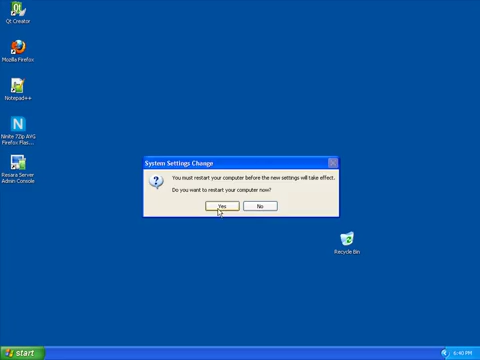 Qt Creator
Mozilla Firefox
Notepad++
Ninite 7Zip AVG
Firefox Flas...
Resara Server
Admin Console
System Settings Change
You must restart your computer before the new settings will take effect.
Do you want to restart your computer now?
Yes
No
Recycle Bin
start
6:40 PM